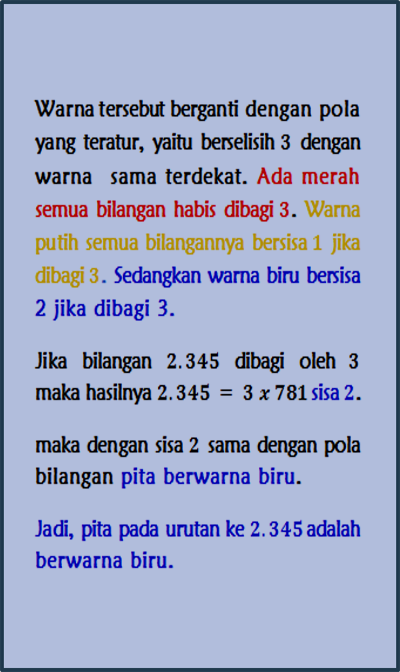 Warna tersebut berganti dengan pola
yang teratur, yaitu berselisih 3 dengan
warna sama terdekat. Ada merah
semua bilangan habis dibagi 3. Warna
putih semua bilangannya bersisa 1 jika
dibagi 3. Sedangkan warna biru bersisa
2 jika dibagi 3.
Jika bilangan 2.345 dibagi oleh 3
maka hasilnya 2.345 = 3 x 781 sisa 2.
maka dengan sisa 2 sama dengan pola
bilangan pita berwarna biru.
Jadi, pita pada urutan ke 2.345 adalah
berwarna biru.